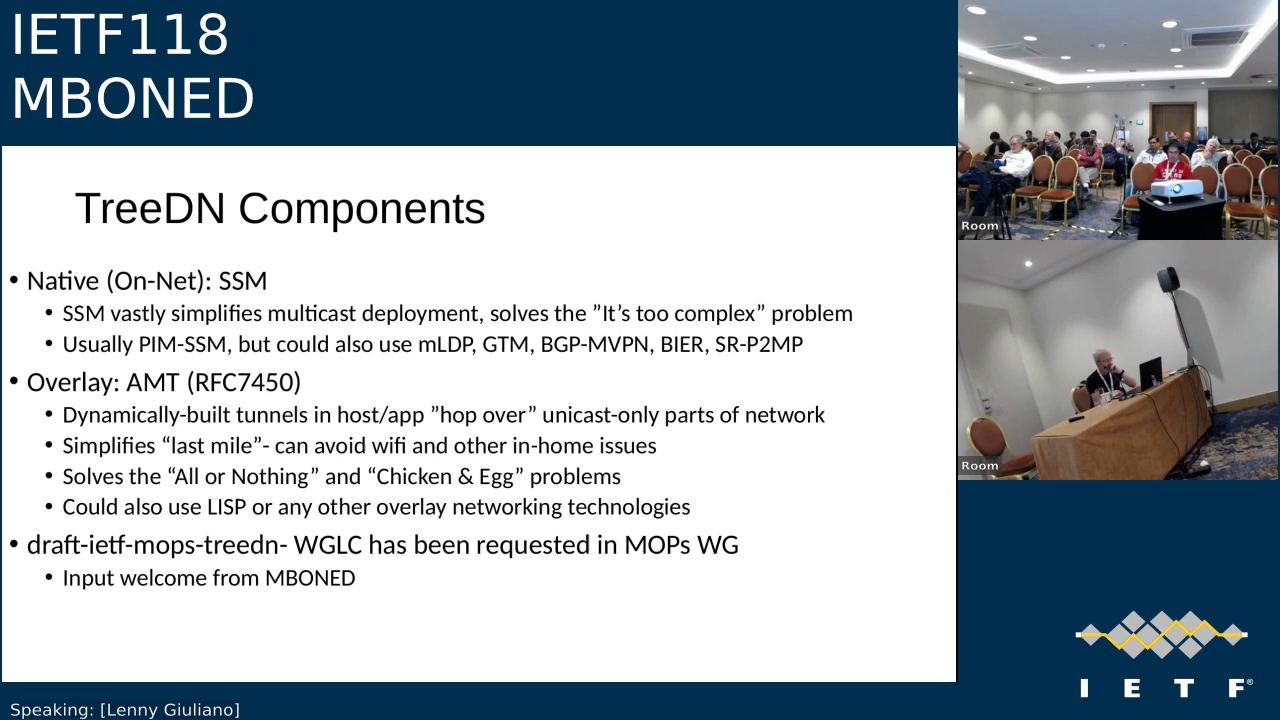 IETF118
MBONED
TreeDN Components
• Native (On-Net): SSM
• SSM vastly simplifies multicast deployment, solves the ”It’s too complex” problem
• Usually PIM-SSM, but could also use mLDP, GTM, BGP-MVPN, BIER, SR-P2MP
• Overlay: AMT (RFC7450)
• Dynamically-built tunnels in host/app ”hop over” unicast-only parts of network
• Simplifies “last mile”- can avoid wifi and other in-home issues
• Solves the “All or Nothing” and “Chicken & Egg” problems
• Could also use LISP or any other overlay networking technologies
• draft-ietf-mops-treedn- WGLC has been requested in MOPs WG
• Input welcome from MBONED
Room
Room
I E T F®
Speaking: [Lenny Giuliano]